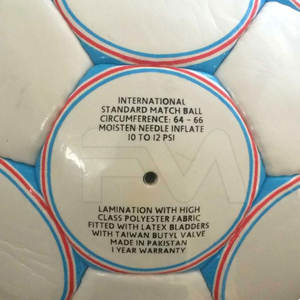 INTERNATIONAL
STANDARD MATCH BALL
CIRCUMFERENCE: 64 - 66
MOISTEN NEEDLE INFLATE
10 TO 12 PSI
LAMINATION WITH HIGH
CLASS POLYESTER FABRIC
FITTED WITH LATEX BLADDERS
WITH TAIWAN BUTYL VALVE
MADE IN PAKISTAN
1 YEAR WARRANTY